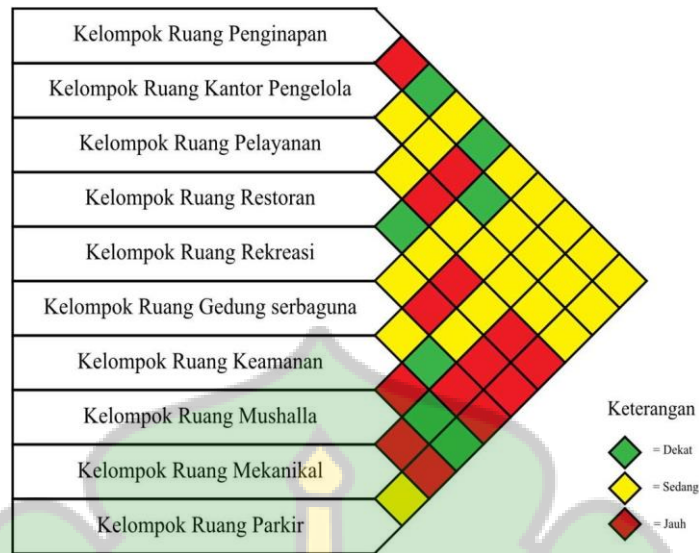 Kelompok Ruang Penginapan
Kelompok Ruang Kantor Pengelola
Kelompok Ruang Pelayanan
Kelompok Ruang Restoran
Kelompok Ruang Rekreasi
Kelompok Ruang Gedung serbaguna
Kelompok Ruang Keamanan
Kelompok Ruang Mushalla
Kelompok Ruang Mekanikal
Kelompok Ruang Parkir
Keterangan
= Dekat
= Sedang
= Jauh